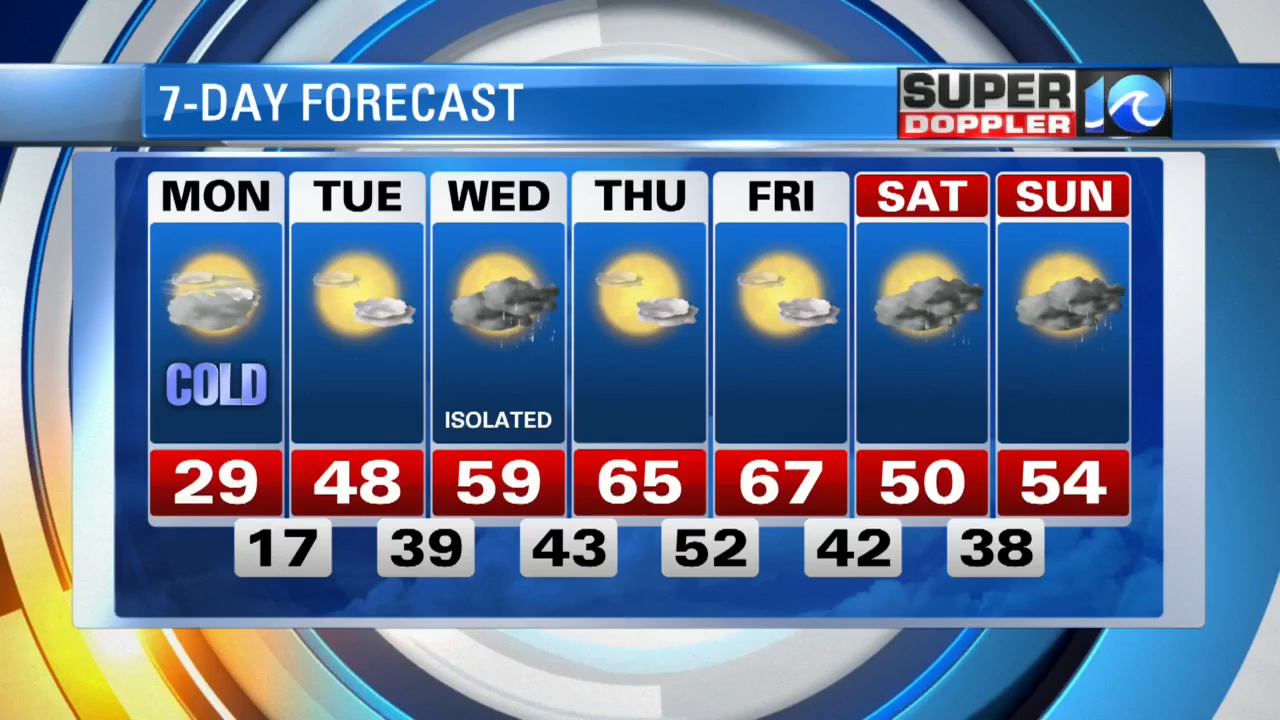 7-DAY FORECAST
SUPER
DOPPLER 10
MON TUE WED THU FRI SAT SUN
COLD
ISOLATED
29 48 59 65 67 50 54
17 39 43 52 42 38